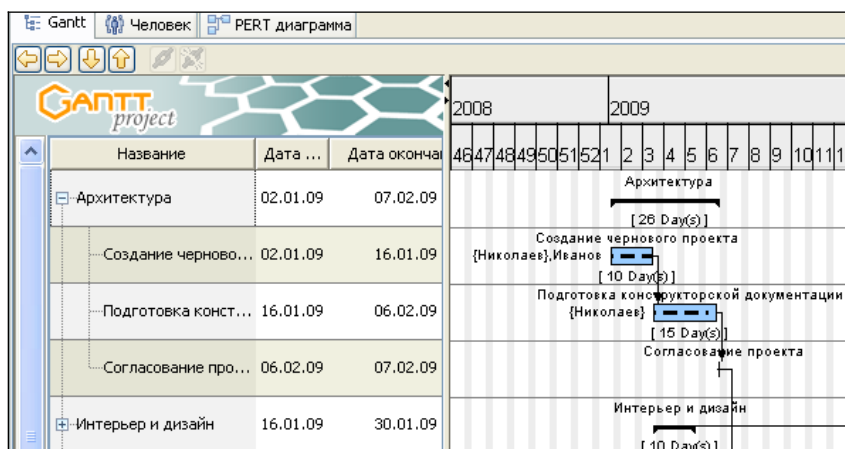 Gantt Человек PERT диаграмма
GANTT
project
2008 2009
Название Дата ... Дата оконча
46 47 48 49 50 51 52 1 2 3 4 5 6 7 8 9 10 11 1
Архитектура 02.01.09 07.02.09
Архитектура
[ 26 Day(s) ]
Создание черново... 02.01.09 16.01.09
Создание чернового проекта
{Николаев},Иванов
[ 10 Day(s) ]
Подготовка конст... 16.01.09 06.02.09
Подготовка конструкторской документации
{Николаев}
[ 15 Day(s) ]
Согласование про... 06.02.09 07.02.09
Согласование проекта
Интерьер и дизайн 16.01.09 30.01.09
Интерьер и дизайн
[ 10 Day(s) ]